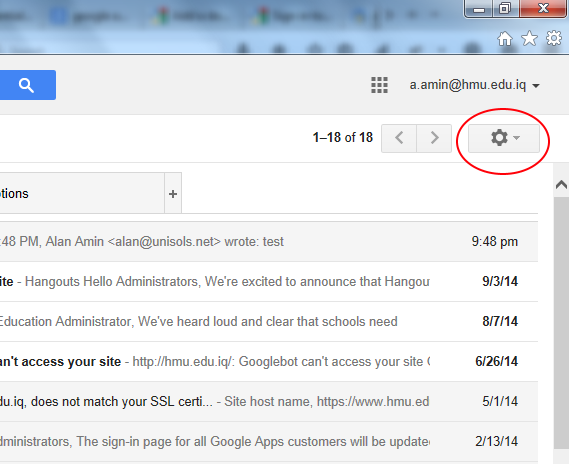 a.amin@hmu.edu.iq
1–18 of 18
otions
+
:48 PM, Alan Amin <alan@unisols.net> wrote: test
9:48 pm
ite - Hangouts Hello Administrators, We're excited to announce that Hangou
9/3/14
Education Administrator, We've heard loud and clear that schools need
8/7/14
an't access your site - http://hmu.edu.iq/: Googlebot can't access your site
6/26/14
du.iq, does not match your SSL certi... - Site host name, https://www.hmu.ed
5/1/14
dministrators, The sign-in page for all Google Apps customers will be update
2/13/14